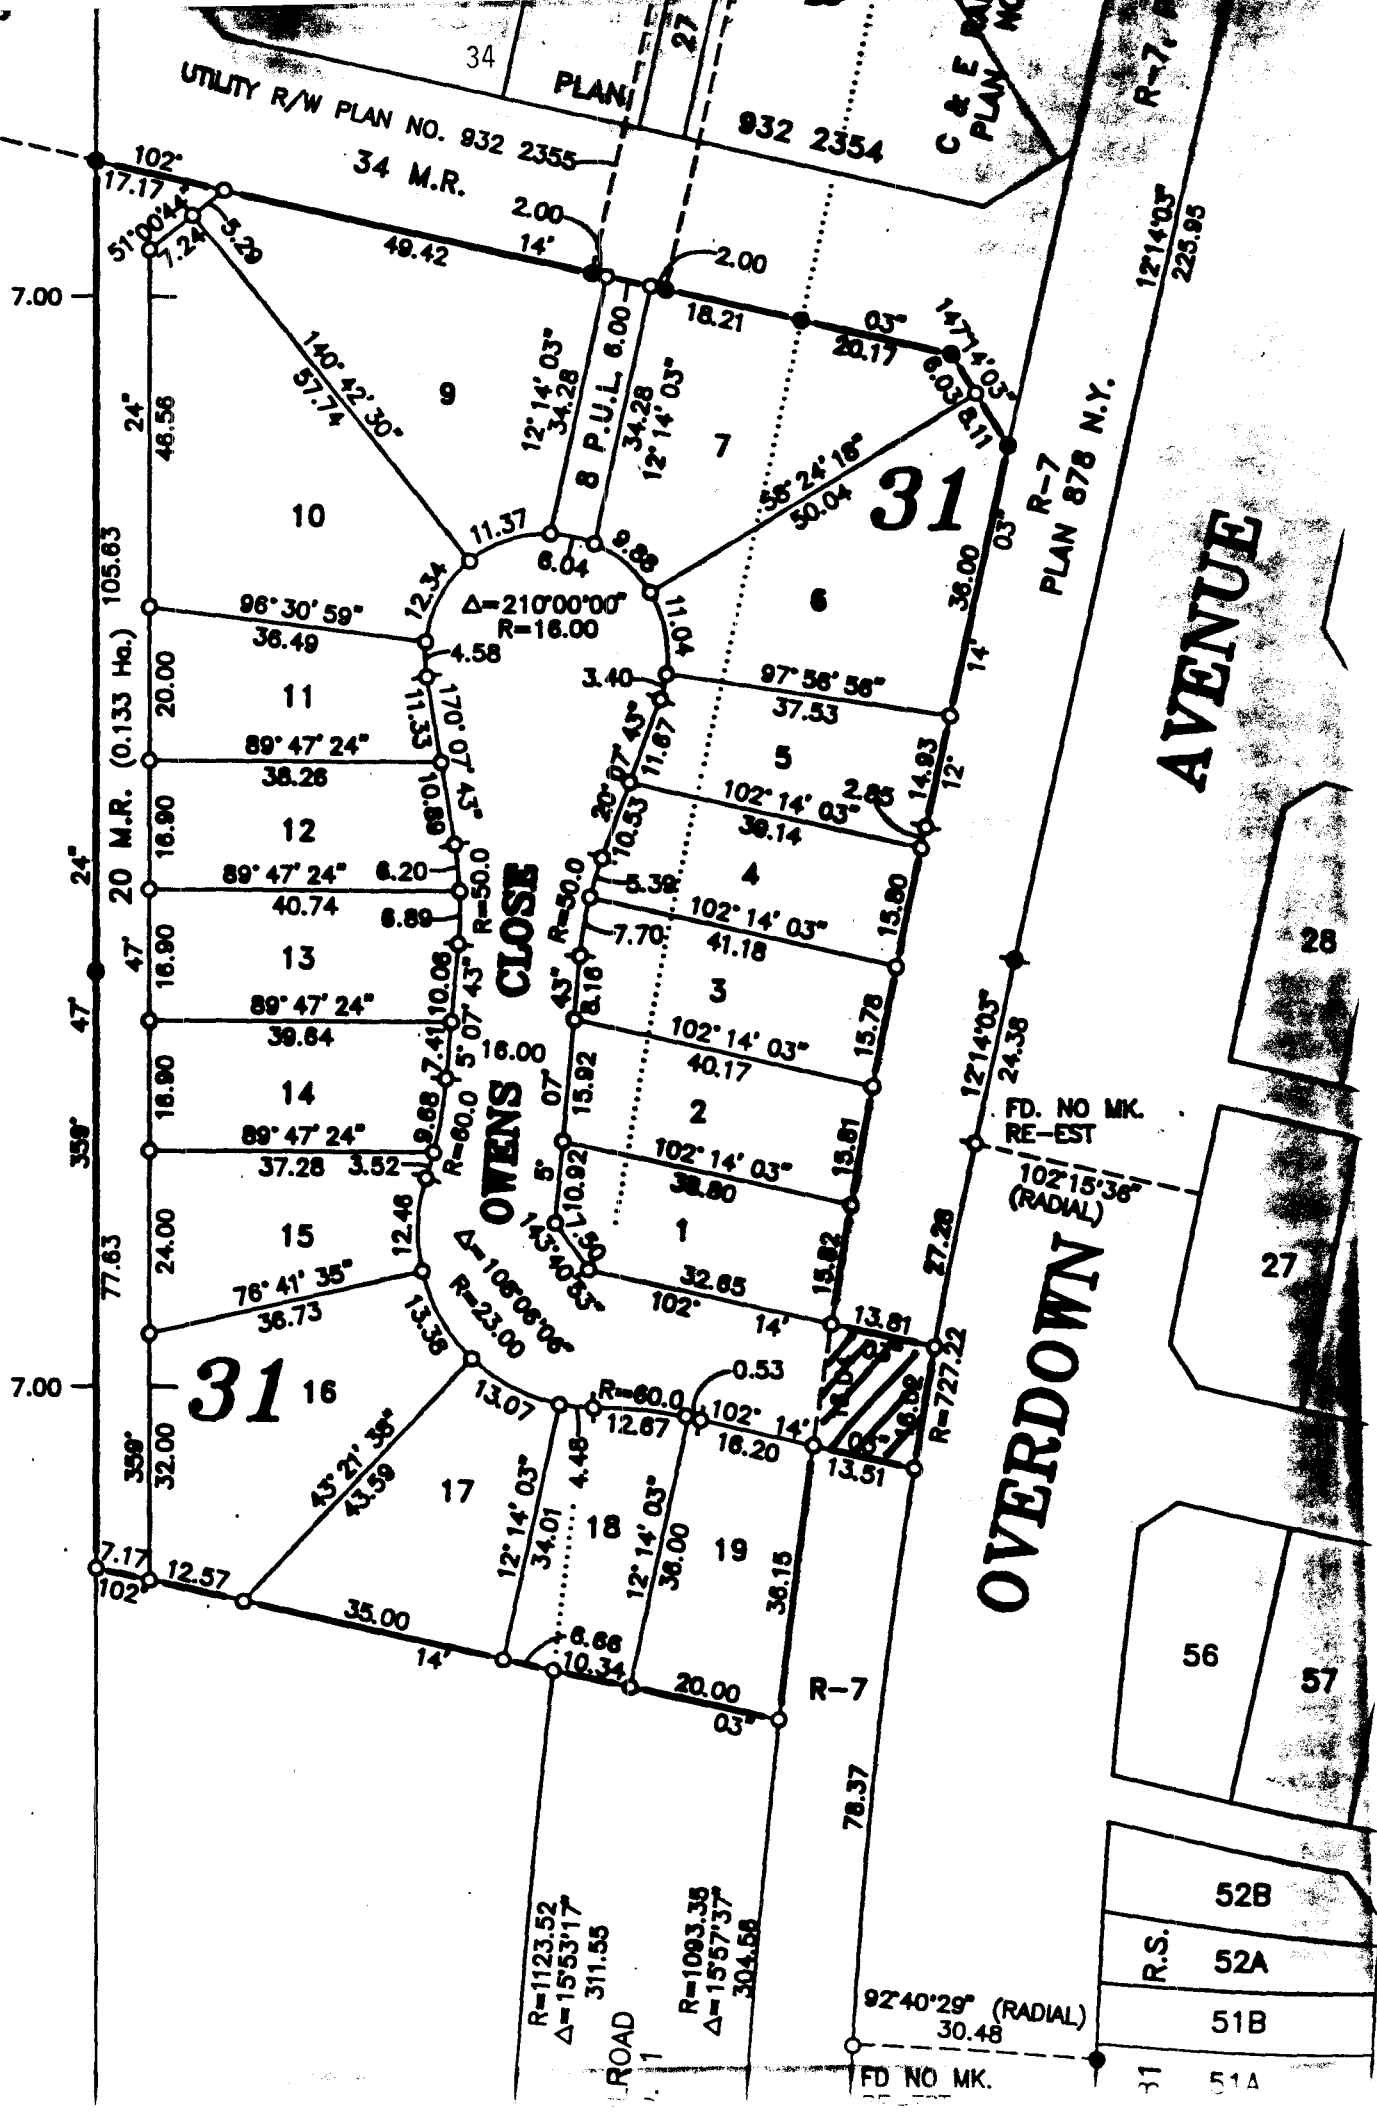 34
27
PLAN
UTILITY R/W PLAN NO. 932 2355
932 2354
C & E
PLAN
R-7,
34 M.R.
102°
17.17
51°00'44"
7.24
5.29
49.42
14'
2.00
2.00
18.21
03"
20.17
147°14'03"
6.03
8.11
12°14'03"
225.95
7.00
24"
46.56
105.63
140° 42' 30"
57.74
9
12° 14' 03"
34.28
8 P.U.L. 6.00
34.28
12° 14' 03"
7
58° 24' 18"
50.04
31
R-7
PLAN 878 N.Y.
36.00
03"
14'
10
11.37
6.04
9.88
12.34
11.04
Δ=210°00'00"
R=16.00
6
96° 30' 59"
36.49
4.58
3.40
97° 56' 56"
37.53
AVENUE
20 M.R. (0.133 Ha.)
20.00
11
11.33
170° 07' 43"
20° 07' 43"
11.67
5
14.93
12°
89° 47' 24"
38.26
10.89
10.53
102° 14' 03"
39.14
2.85
16.90
12
24"
89° 47' 24"
40.74
6.20
R=50.0
R=50.0
5.39
4
15.80
102° 14' 03"
41.18
6.89
7.70
28
47'
16.90
13
10.06
43"
8.16
3
15.78
47'
89° 47' 24"
39.64
5° 07' 43"
7.41
16.00
102° 14' 03"
40.17
12°14'03"
24.38
16.90
14
9.68
R=60.0
07'
15.92
2
15.81
FD. NO MK.
RE-EST
359°
89° 47' 24"
37.28
3.52
5°
10.92
102° 14' 03"
38.80
102°15'36"
(RADIAL)
OWENS CLOSE
77.63
24.00
15
12.46
143°40'53"
1.50
1
15.82
27.28
27
76° 41' 35"
36.73
Δ=106°06'06"
R=23.00
13.38
32.65
102°
14'
13.81
03"
R=727.22
7.00
31
16
13.07
R=60.0
12.67
0.53
102° 14'
16.20
16.02
13.51
OVERDOWN
359°
32.00
43° 21' 36"
43.59
17
4.48
12° 14' 03"
34.01
18
12° 14' 03"
36.00
19
36.15
7.17
102°
12.57
35.00
14'
6.66
10.34
20.00
03"
R-7
56
57
78.37
52B
R.S.
52A
51B
R=1123.52
Δ=15°53'17"
311.55
R=1093.35
Δ=15°57'37"
304.56
92°40'29" (RADIAL)
30.48
FD NO MK.
51A